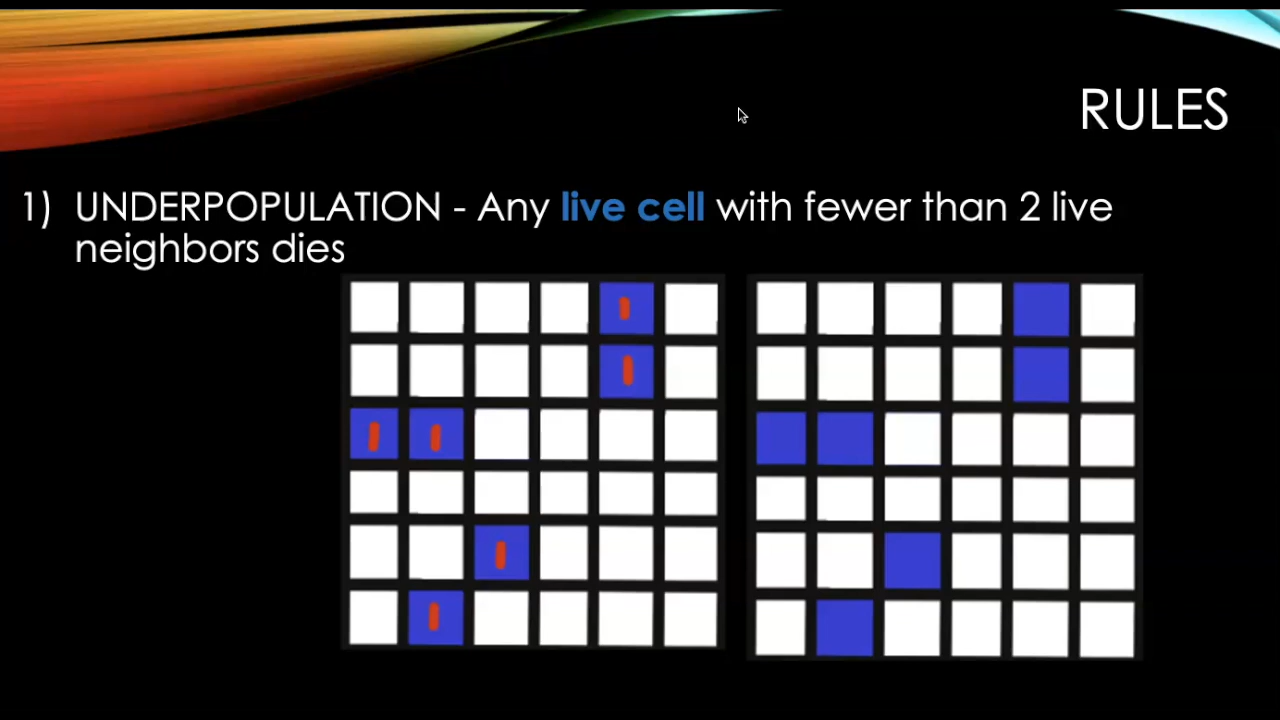 RULES
1) UNDERPOPULATION - Any live cell with fewer than 2 live
neighbors dies